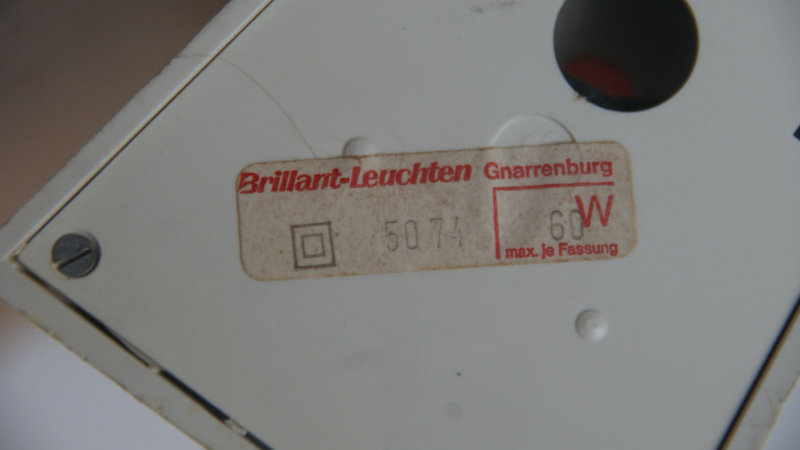 Brillant-Leuchten Gnarrenburg
5074 60W
max. je Fassung